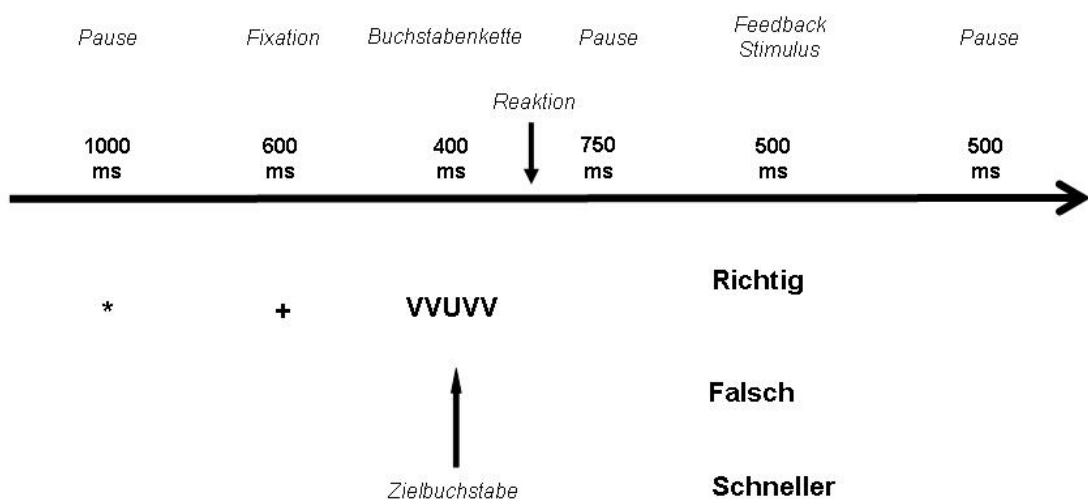 Pause Fixation Buchstabenkette Pause Feedback Stimulus Pause
Reaktion
1000 ms 600 ms 400 ms 750 ms 500 ms 500 ms
* + VVUVV
Richtig
Falsch
Schneller
Zielbuchstabe